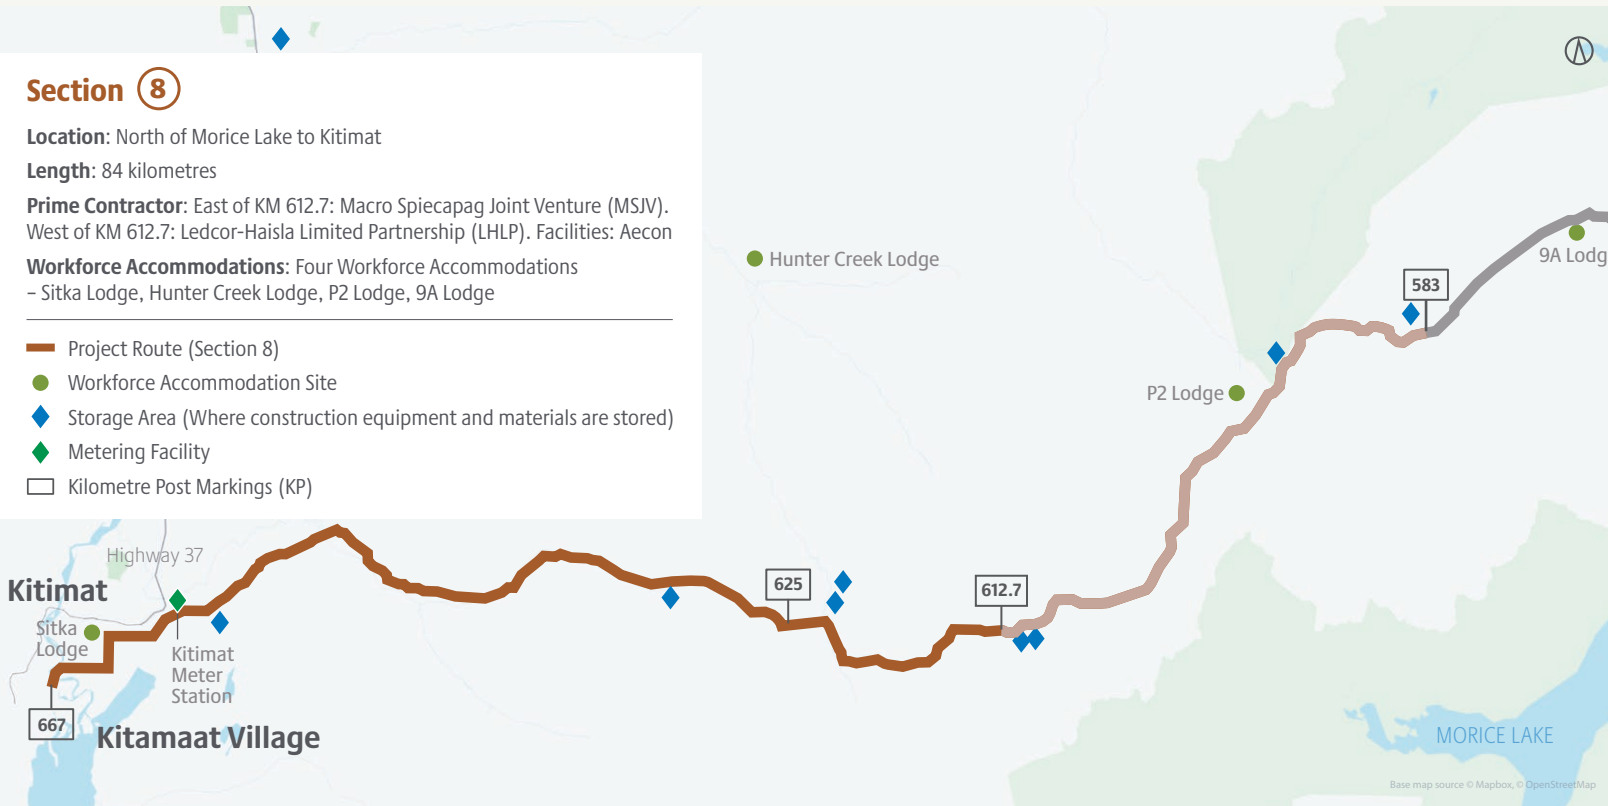 Section 8
Location: North of Morice Lake to Kitimat
Length: 84 kilometres
Prime Contractor: East of KM 612.7: Macro Spiecapag Joint Venture (MSJV).
West of KM 612.7: Ledcor-Haisla Limited Partnership (LHLP). Facilities: Aecon
Workforce Accommodations: Four Workforce Accommodations
– Sitka Lodge, Hunter Creek Lodge, P2 Lodge, 9A Lodge
Project Route (Section 8)
Workforce Accommodation Site
Storage Area (Where construction equipment and materials are stored)
Metering Facility
Kilometre Post Markings (KP)
Hunter Creek Lodge
9A Lodg
583
P2 Lodge
Highway 37
Kitimat
625
612.7
Sitka
Lodge
Kitimat
Meter
Station
667
Kitamaat Village
MORICE LAKE
Base map source © Mapbox, © OpenStreetMap